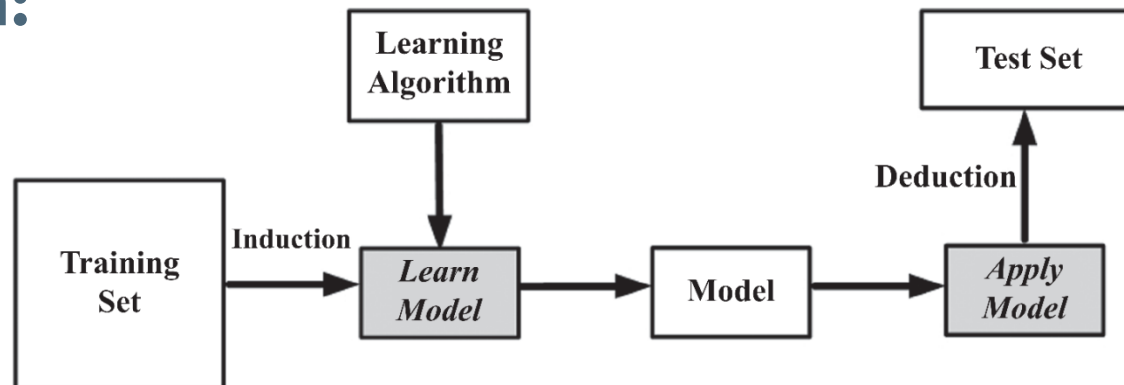 Learning
Algorithm
Test Set
Deduction
Induction
Training
Set
Learn
Model
Model
Apply
Model